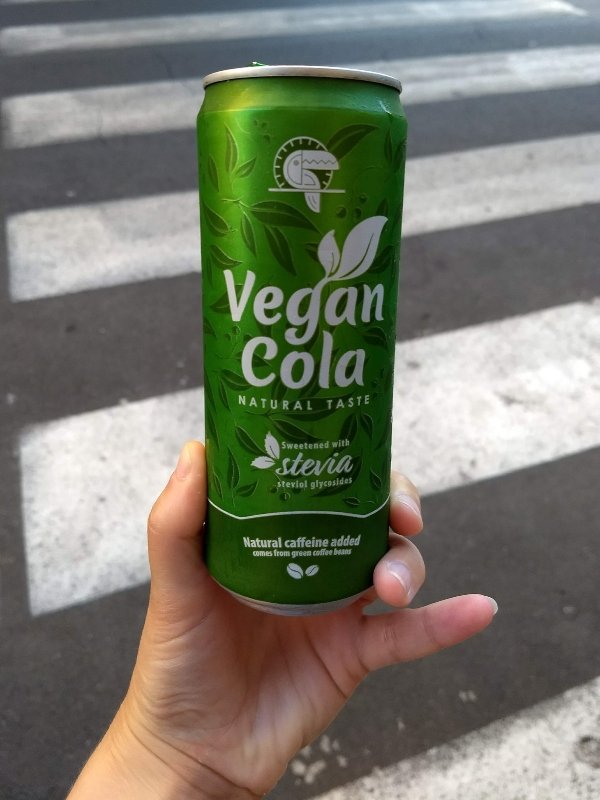 Vegan
Cola
NATURAL TASTE
Sweetened with
stevia
steviol glycosides
Natural caffeine added
comes from green coffee beans